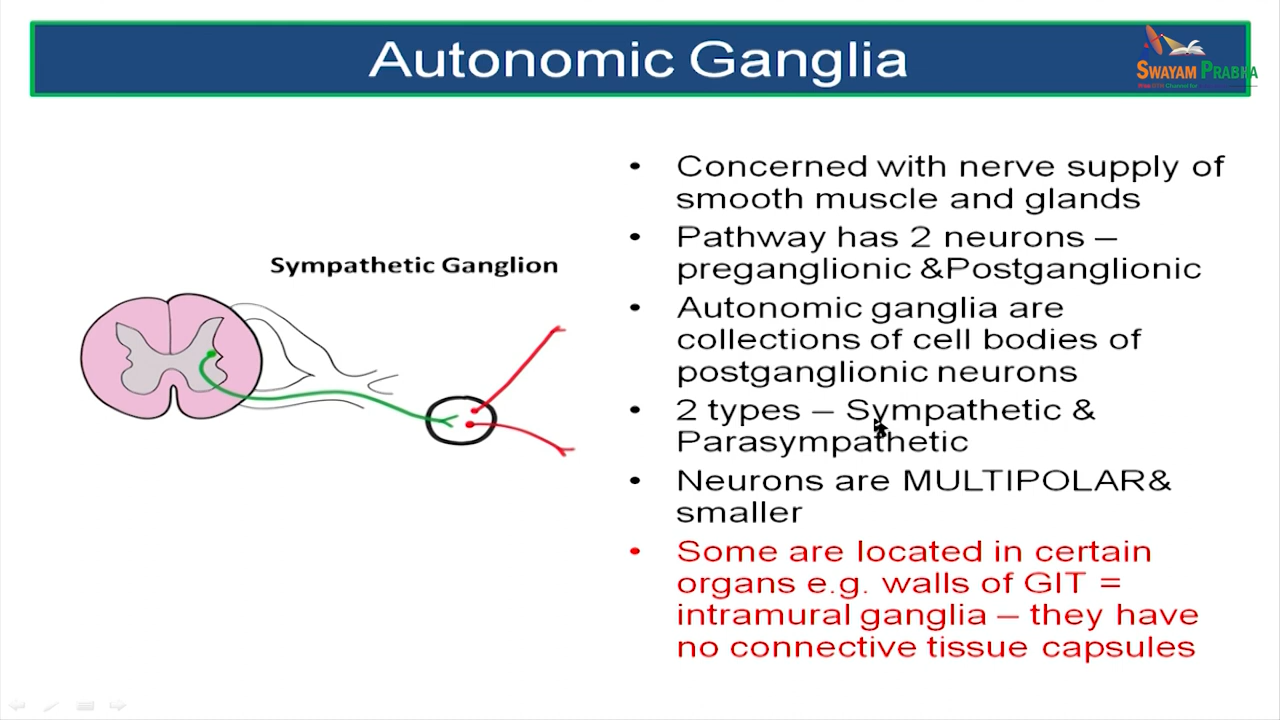 Autonomic Ganglia
SWAYAM PRABHA
Sympathetic Ganglion
• Concerned with nerve supply of
smooth muscle and glands
• Pathway has 2 neurons –
preganglionic &Postganglionic
• Autonomic ganglia are
collections of cell bodies of
postganglionic neurons
• 2 types – Sympathetic &
Parasympathetic
• Neurons are MULTIPOLAR&
smaller
• Some are located in certain
organs e.g. walls of GIT =
intramural ganglia – they have
no connective tissue capsules